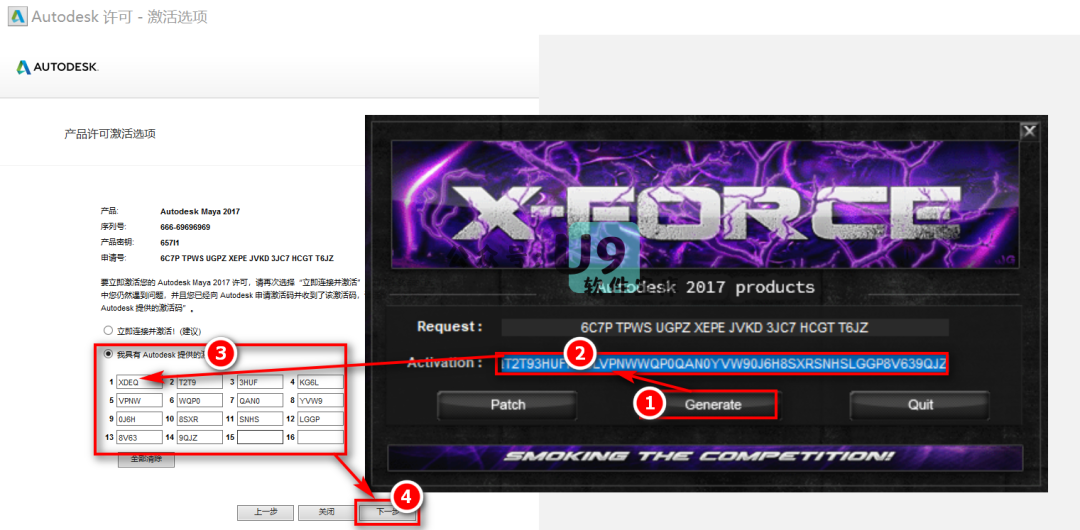 Autodesk 许可 - 激活选项
AUTODESK.
产品许可激活选项
产品: Autodesk Maya 2017
序列号: 666-69696969
产品密钥: 657I1
申请号: 6C7P TPWS UGPZ XEPE JVKD 3JC7 HCGT T6JZ
要立即激活您的 Autodesk Maya 2017 许可，请再次选择“立即连并激活”
中您仍然遇到问题，并且您已经向 Autodesk 申请激活码并收到了该激活码，
Autodesk 提供的激活码”。
立即连接并激活! (建议)
我具有 Autodesk 提供的
3
1 XDEQ 2 T2T9 3 3HUF 4 KG6L
5 VPNW 6 WQP0 7 QAN0 8 YVW9
9 0J6H 10 8SXR 11 SNHS 12 LGGP
13 8V63 14 9QJZ 15 16
全部清除
上一步 关闭 下一步
4
X-FORCE
JG
J9
软件
Autodesk 2017 products
Request : 6C7P TPWS UGPZ XEPE JVKD 3JC7 HCGT T6JZ
2
Activation : T2T93HUF LVPNWWQP0QAN0YVW90J6H8SXRSNHSLGGP8V639QJZ
1
Patch Generate Quit
SMOKING THE COMPETITION!